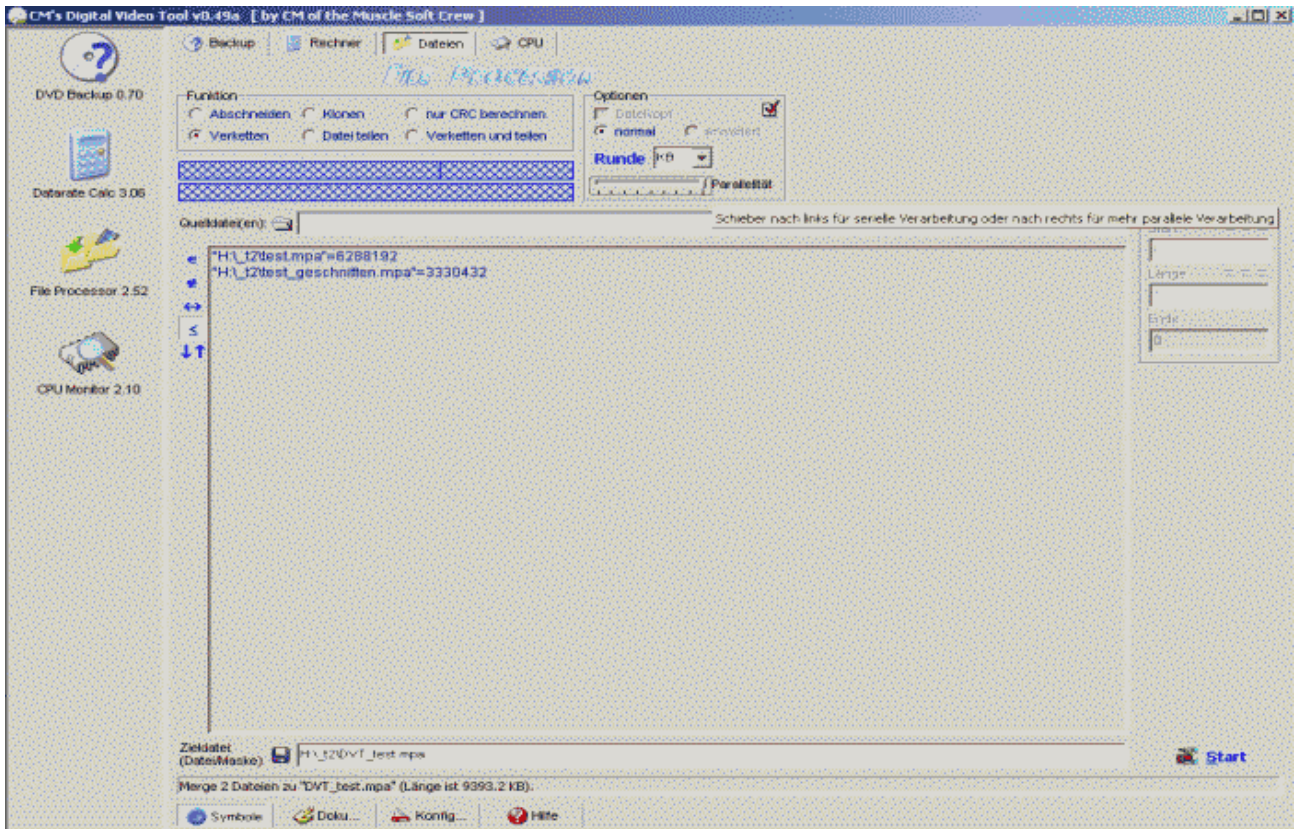 CM's Digital Video Tool v0.49a [ by CM of the Muscle Soft Crew ]
Backup Rechner Dateien CPU
File Processor
DVD Backup 0.70
Datarate Calc 3.06
File Processor 2.52
CPU Monitor 2.10
Funktion
Abschneiden Klonen nur CRC berechnen
Verketten Datei teilen Verketten und teilen
Optionen
Dateikopf
normal erweitert
Runde KB
Parallelität
Quelldatei(en):
Schieber nach links für serielle Verarbeitung oder nach rechts für mehr parallele Verarbeitung
"H:\_t2\test.mpa"=6288192
"H:\_t2\test_geschnitten.mpa"=3330432
Start
Länge
Ende
0
Zieldatei
(Datei/Maske)
H:\_t2\DVT_test.mpa
Start
Merge 2 Dateien zu "DVT_test.mpa" (Länge ist 9393.2 KB).
Symbole Doku... Konfig... Hilfe